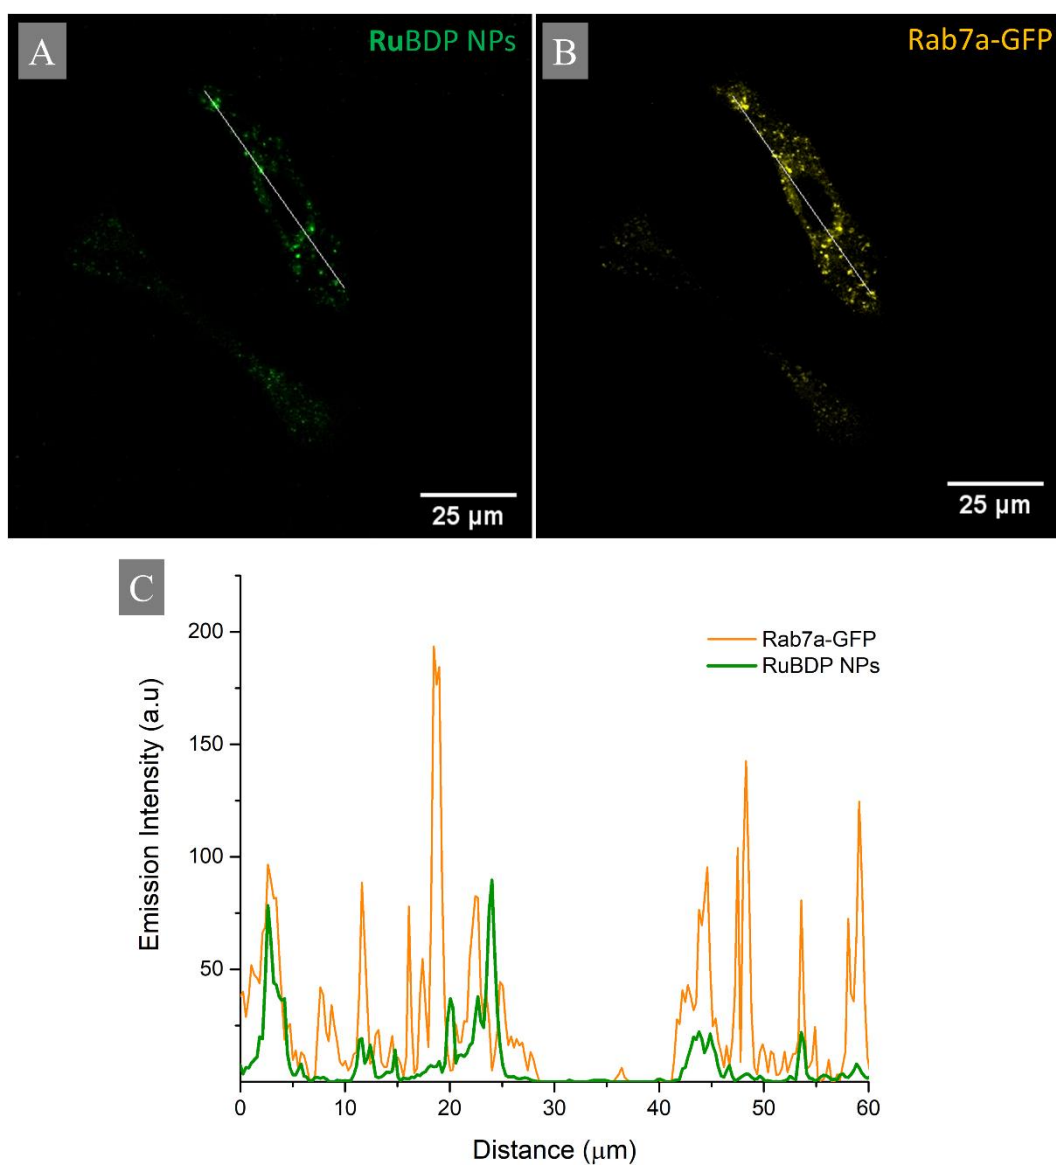 A
RuBDP NPs
B
Rab7a-GFP
25 µm
25 µm
C
200
150
100
50
Emission Intensity (a.u)
Rab7a-GFP
RuBDP NPs
0
10
20
30
40
50
60
Distance (µm)